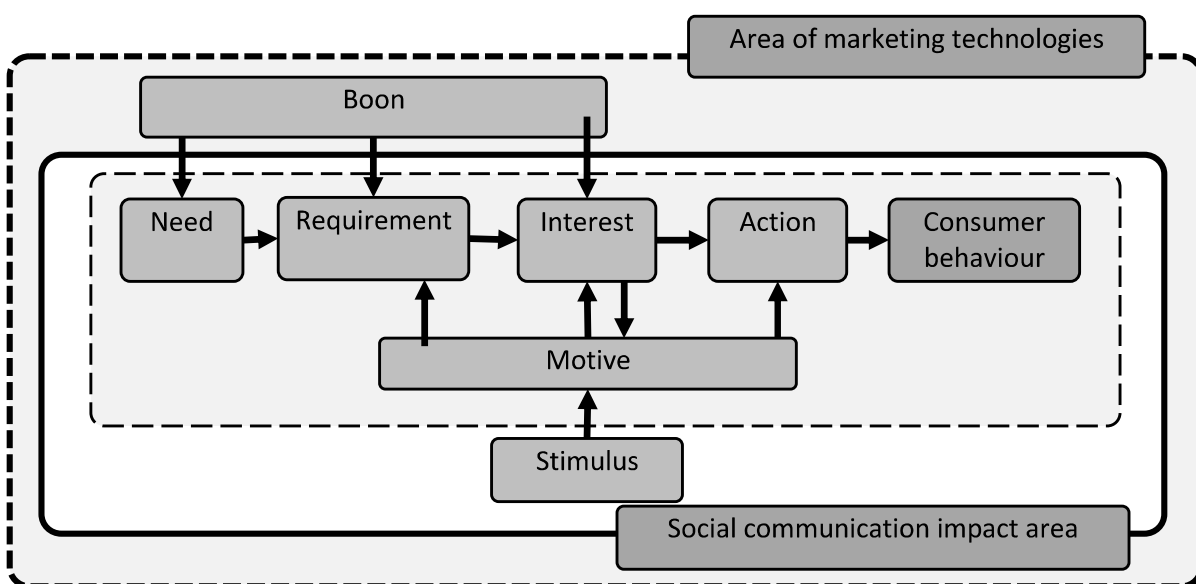 Area of marketing technologies
Boon
Need
Requirement
Interest
Action
Consumer
behaviour
Motive
Stimulus
Social communication impact area